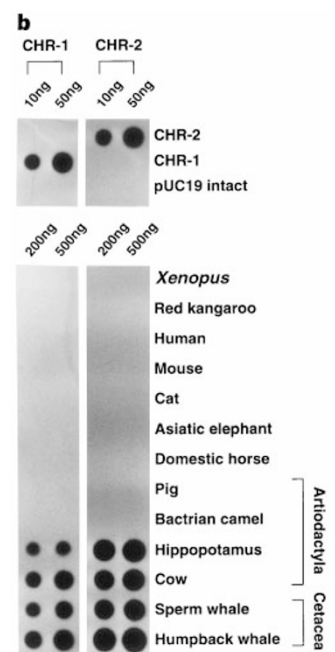 b
CHR-1 CHR-2
10ng 50ng 10ng 50ng
CHR-2
CHR-1
pUC19 intact
200ng 500ng 200ng 500ng
Xenopus
Red kangaroo
Human
Mouse
Cat
Asiatic elephant
Domestic horse
Pig
Bactrian camel
Hippopotamus
Cow
Sperm whale
Humpback whale
Artiodactyla
Cetacea